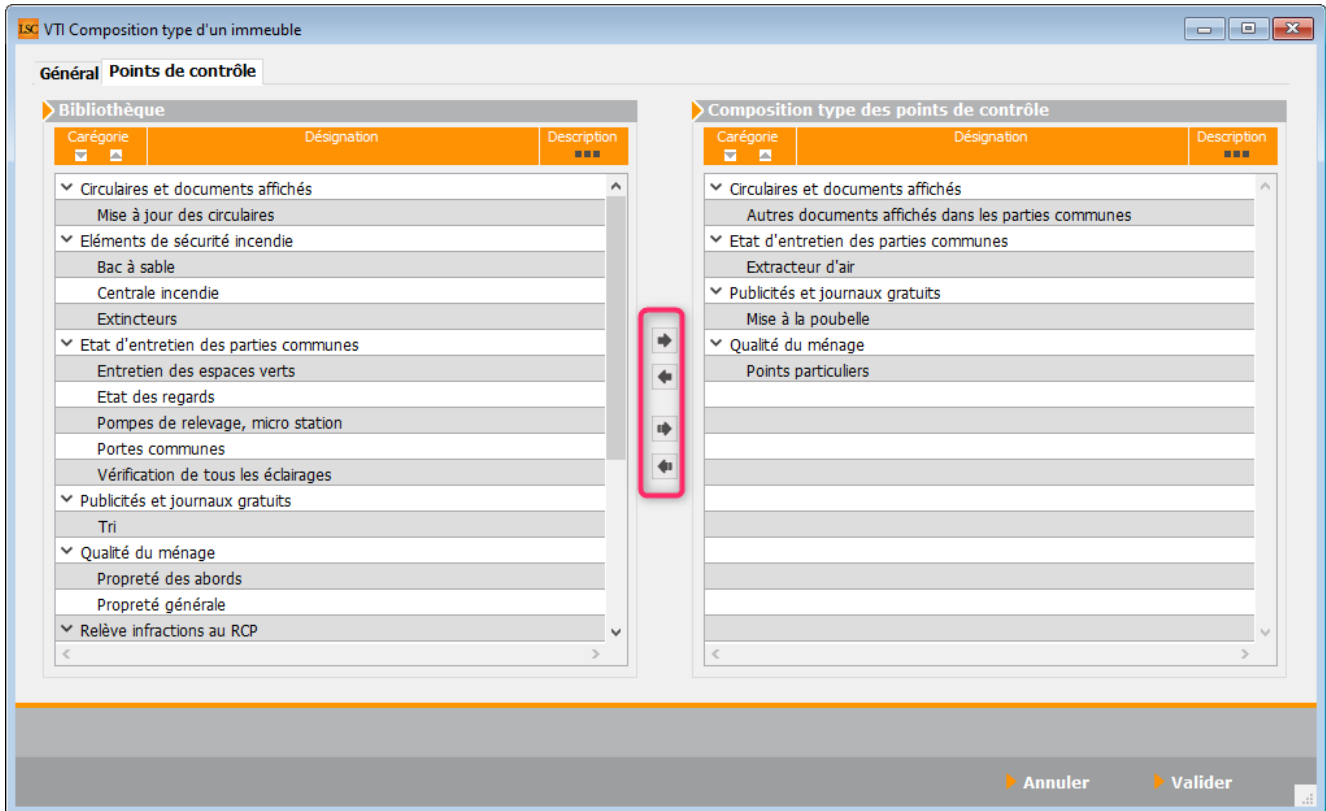 LSC VTI Composition type d'un immeuble
Général Points de contrôle
Bibliothèque
Carégorie Désignation Description
Circulaires et documents affichés
Mise à jour des circulaires
Eléments de sécurité incendie
Bac à sable
Centrale incendie
Extincteurs
Etat d'entretien des parties communes
Entretien des espaces verts
Etat des regards
Pompes de relevage, micro station
Portes communes
Vérification de tous les éclairages
Publicités et journaux gratuits
Tri
Qualité du ménage
Propreté des abords
Propreté générale
Relève infractions au RCP
Composition type des points de contrôle
Carégorie Désignation Description
Circulaires et documents affichés
Autres documents affichés dans les parties communes
Etat d'entretien des parties communes
Extracteur d'air
Publicités et journaux gratuits
Mise à la poubelle
Qualité du ménage
Points particuliers
Annuler Valider